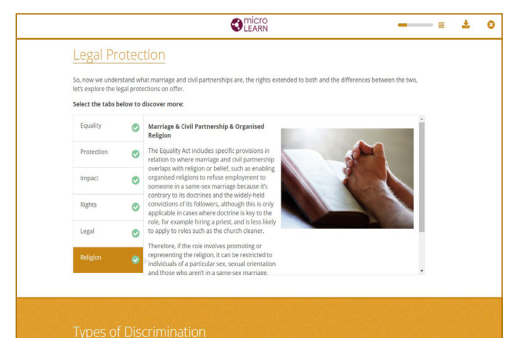 micro
LEARN
Legal Protection
So, now we understand what marriage and civil partnerships are, the rights extended to both and the differences between the two,
let's explore the legal protections on offer.
Select the tabs below to discover more:
Equality
Protection
Impact
Rights
Legal
Religion
Marriage & Civil Partnership & Organised
Religion
The Equality Act includes specific provisions in
relation to where marriage and civil partnership
overlaps with religion or belief, such as enabling
organised religions to refuse employment to
someone in a same-sex marriage because it's
contrary to its doctrines and the widely-held
convictions of its followers, although this is only
applicable in cases where doctrine is key to the
role, for example hiring a priest, and is less likely
to apply to roles such as the church cleaner.
Therefore, if the role involves promoting or
representing the religion, it can be restricted to
individuals of a particular sex, sexual orientation
and those who aren't in a same-sex marriage.
Types of Discrimination